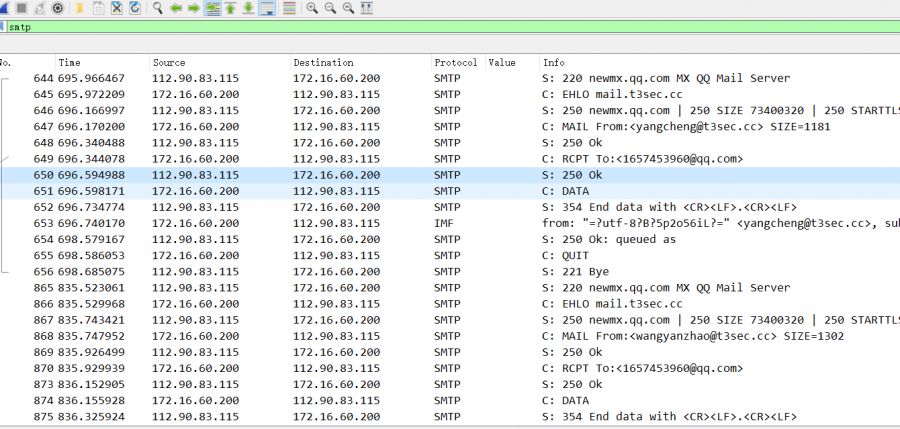 smtp
No. Time Source Destination Protocol Value Info
644 695.966467 112.90.83.115 172.16.60.200 SMTP S: 220 newmx.qq.com MX QQ Mail Server
645 695.972209 172.16.60.200 112.90.83.115 SMTP C: EHLO mail.t3sec.cc
646 696.166997 112.90.83.115 172.16.60.200 SMTP S: 250 newmx.qq.com | 250 SIZE 73400320 | 250 STARTTLS
647 696.170200 172.16.60.200 112.90.83.115 SMTP C: MAIL From:<yangcheng@t3sec.cc> SIZE=1181
648 696.340488 112.90.83.115 172.16.60.200 SMTP S: 250 Ok
649 696.344078 172.16.60.200 112.90.83.115 SMTP C: RCPT To:<1657453960@qq.com>
650 696.594988 112.90.83.115 172.16.60.200 SMTP S: 250 Ok
651 696.598171 172.16.60.200 112.90.83.115 SMTP C: DATA
652 696.734774 112.90.83.115 172.16.60.200 SMTP S: 354 End data with <CR><LF>.<CR><LF>
653 696.740170 172.16.60.200 112.90.83.115 IMF from: "=?utf-8?B?5p2o56iL?=" <yangcheng@t3sec.cc>, su
654 698.579167 112.90.83.115 172.16.60.200 SMTP S: 250 Ok: queued as
655 698.586053 172.16.60.200 112.90.83.115 SMTP C: QUIT
656 698.685075 112.90.83.115 172.16.60.200 SMTP S: 221 Bye
865 835.523061 112.90.83.115 172.16.60.200 SMTP S: 220 newmx.qq.com MX QQ Mail Server
866 835.529968 172.16.60.200 112.90.83.115 SMTP C: EHLO mail.t3sec.cc
867 835.743421 112.90.83.115 172.16.60.200 SMTP S: 250 newmx.qq.com | 250 SIZE 73400320 | 250 STARTTLS
868 835.747952 172.16.60.200 112.90.83.115 SMTP C: MAIL From:<wangyanzhao@t3sec.cc> SIZE=1302
869 835.926499 112.90.83.115 172.16.60.200 SMTP S: 250 Ok
870 835.929939 172.16.60.200 112.90.83.115 SMTP C: RCPT To:<1657453960@qq.com>
873 836.152905 112.90.83.115 172.16.60.200 SMTP S: 250 Ok
874 836.155928 172.16.60.200 112.90.83.115 SMTP C: DATA
875 836.325924 112.90.83.115 172.16.60.200 SMTP S: 354 End data with <CR><LF>.<CR><LF>